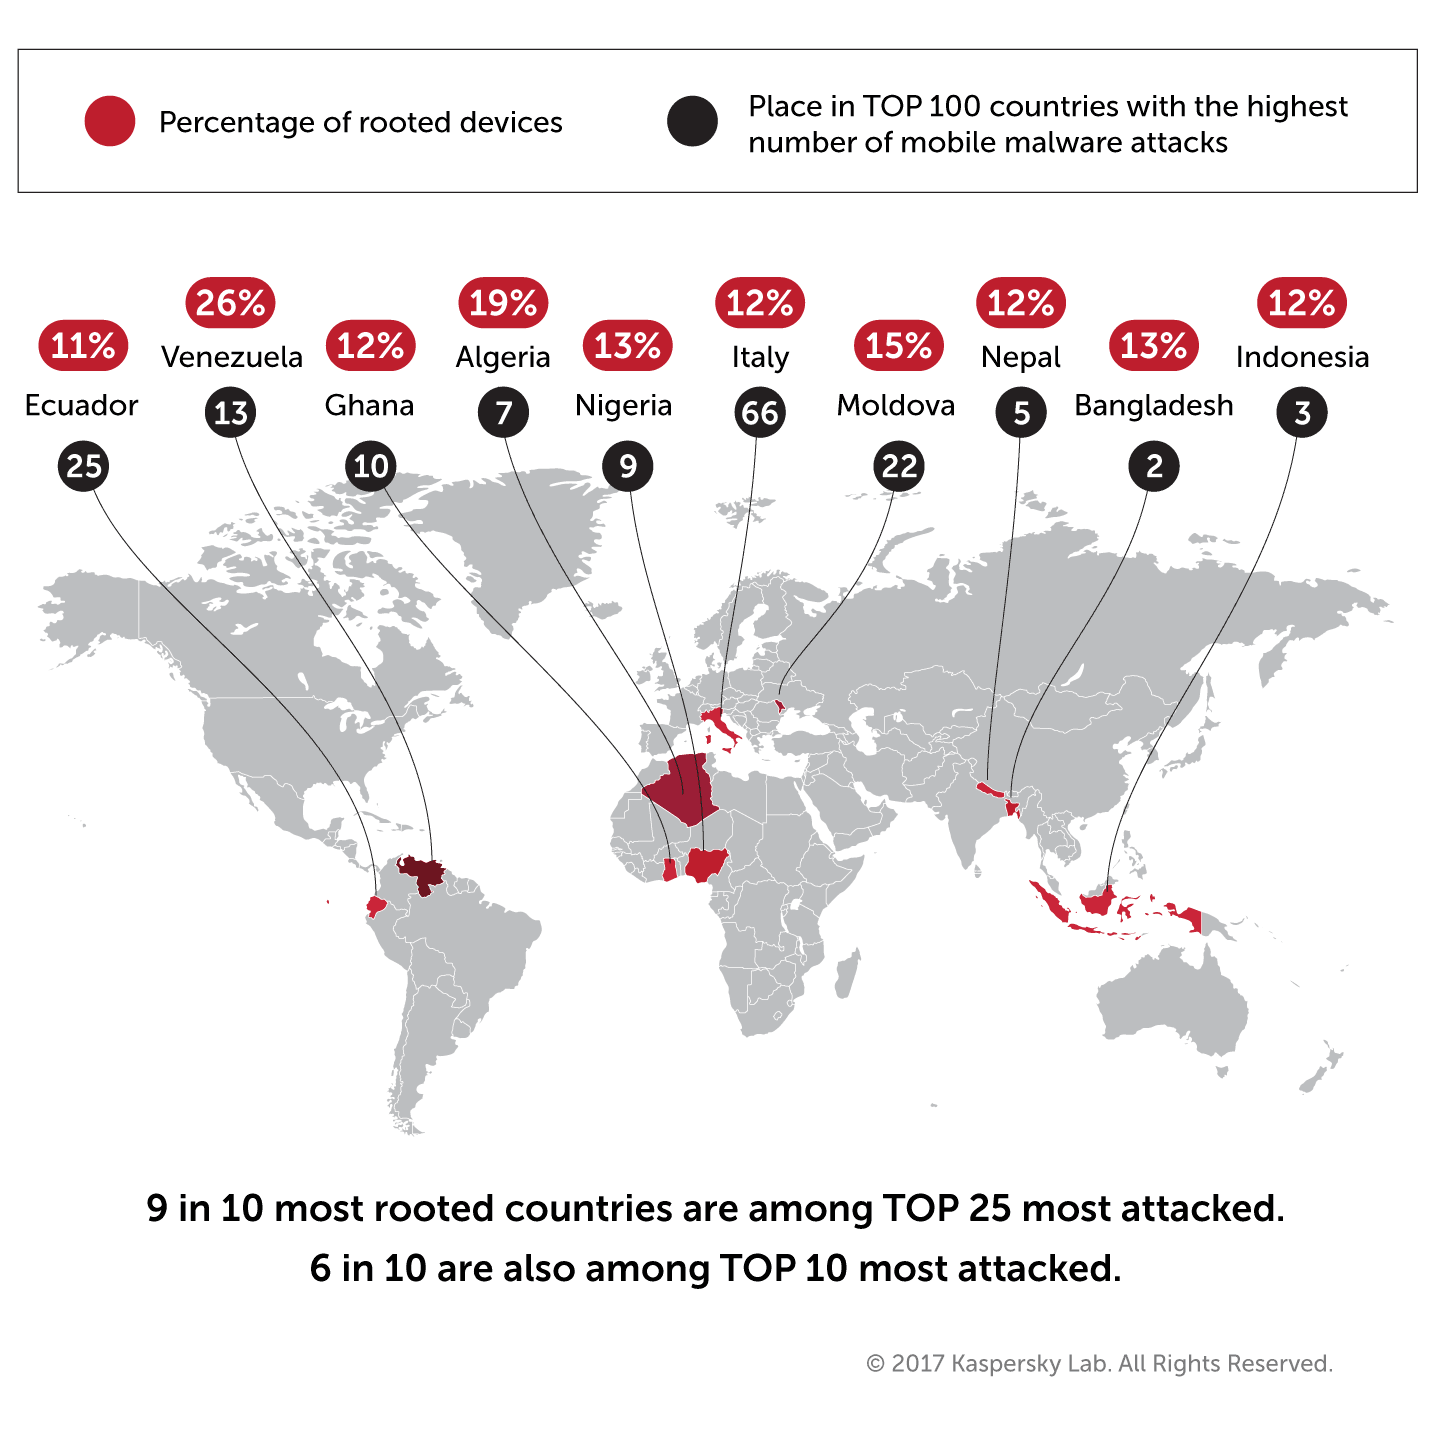 Percentage of rooted devices
Place in TOP 100 countries with the highest
number of mobile malware attacks
11%
Ecuador
25
26%
Venezuela
13
12%
Ghana
10
19%
Algeria
7
13%
Nigeria
9
12%
Italy
66
15%
Moldova
22
12%
Nepal
5
13%
Bangladesh
2
12%
Indonesia
3
9 in 10 most rooted countries are among TOP 25 most attacked.
6 in 10 are also among TOP 10 most attacked.
© 2017 Kaspersky Lab. All Rights Reserved.